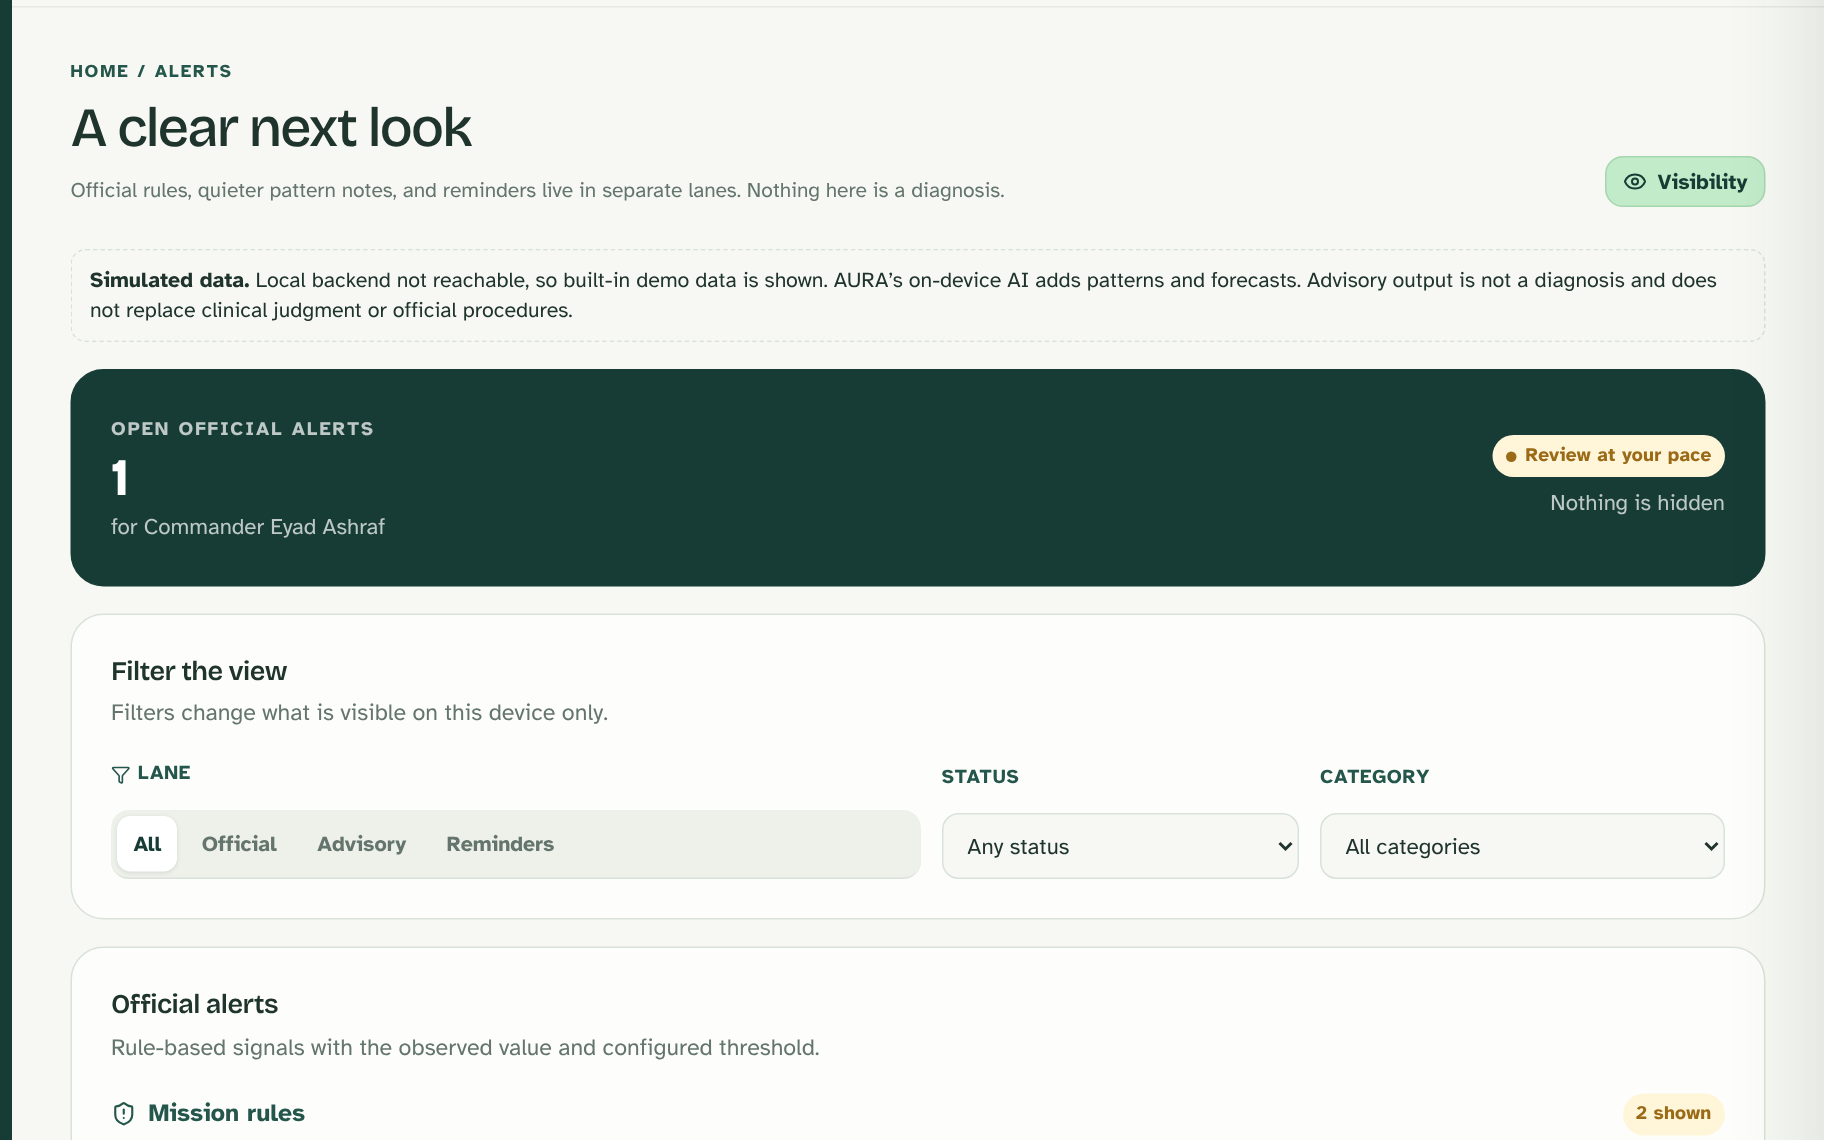 HOME / ALERTS
A clear next look
Official rules, quieter pattern notes, and reminders live in separate lanes. Nothing here is a diagnosis.
Visibility
Simulated data. Local backend not reachable, so built-in demo data is shown. AURA’s on-device AI adds patterns and forecasts. Advisory output is not a diagnosis and does
not replace clinical judgment or official procedures.
OPEN OFFICIAL ALERTS
1
for Commander Eyad Ashraf
Review at your pace
Nothing is hidden
Filter the view
Filters change what is visible on this device only.
LANE
All Official Advisory Reminders
STATUS
Any status
CATEGORY
All categories
Official alerts
Rule-based signals with the observed value and configured threshold.
Mission rules
2 shown